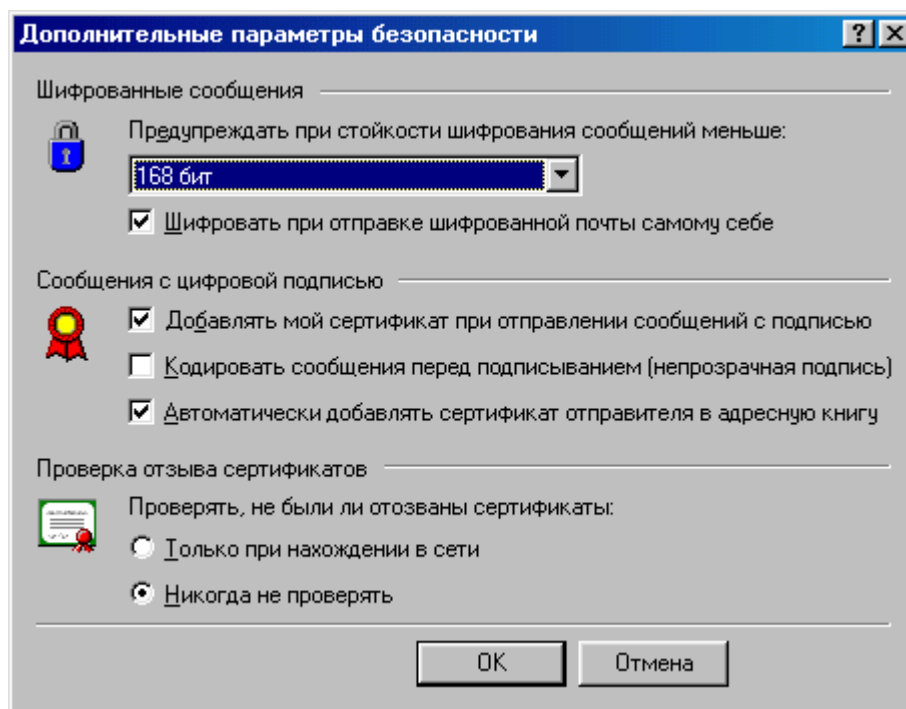 Дополнительные параметры безопасности
Шифрованные сообщения
Предупреждать при стойкости шифрования сообщений меньше:
168 бит
Шифровать при отправке шифрованной почты самому себе
Сообщения с цифровой подписью
Добавлять мой сертификат при отправлении сообщений с подписью
Кодировать сообщения перед подписыванием (непрозрачная подпись)
Автоматически добавлять сертификат отправителя в адресную книгу
Проверка отзыва сертификатов
Проверять, не были ли отозваны сертификаты:
Только при нахождении в сети
Никогда не проверять
OK Отмена